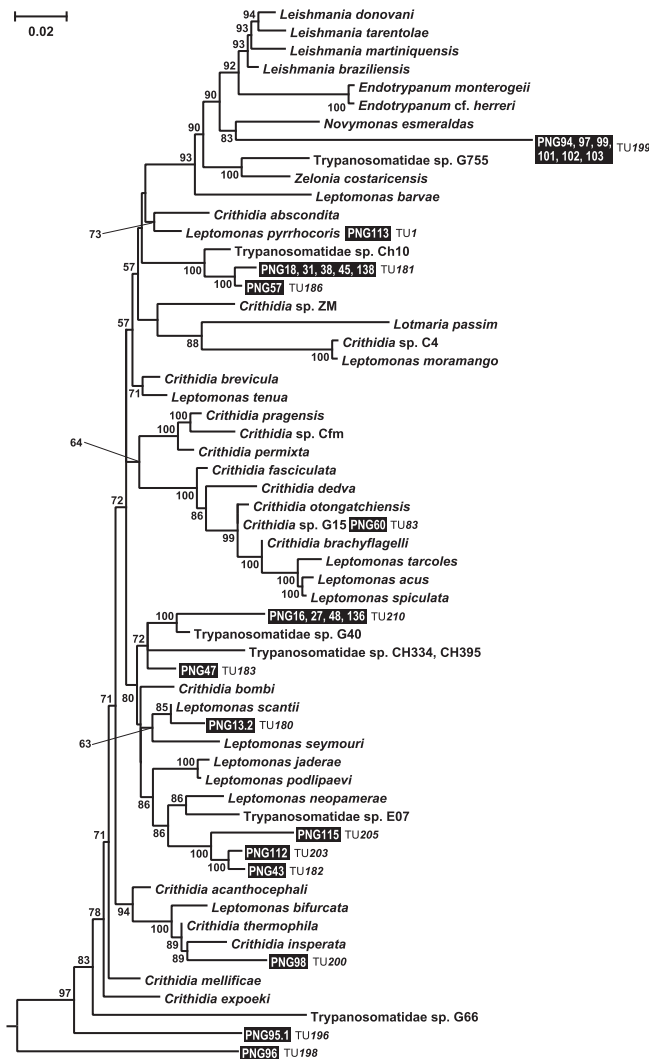 94 Leishmania donovani
93 Leishmania tarentolae
0.02
93 Leishmania martiniquensis
92 Leishmania braziliensis
Endotrypanum monterogeii
90 100 Endotrypanum cf. herreri
Novymonas esmeraldas
90 83 PNG94, 97, 99,
101, 102, 103 TU199
93 Trypanosomatidae sp. G755
100 Zelonia costaricensis
Leptomonas barvae
Crithidia abscondita
73 Leptomonas pyrrhocoris PNG113 TU1
Trypanosomatidae sp. Ch10
57 100 PNG18, 31, 38, 45, 138 TU181
100 PNG57 TU186
Crithidia sp. ZM
57 Lotmaria passim
88 Crithidia sp. C4
100 Leptomonas moramango
Crithidia brevicula
71 Leptomonas tenua
100 Crithidia pragensis
64 100 Crithidia sp. Cfm
Crithidia permixta
Crithidia fasciculata
100 Crithidia dedva
72 86 Crithidia otongatchiensis
Crithidia sp. G15 PNG60 TU83
99 Crithidia brachyflagelli
100 Leptomonas tarcoles
100 Leptomonas acus
100 Leptomonas spiculata
100 PNG16, 27, 48, 136 TU210
72 Trypanosomatidae sp. G40
Trypanosomatidae sp. CH334, CH395
PNG47 TU183
71 80 Crithidia bombi
85 Leptomonas scantii
PNG13.2 TU180
63 Leptomonas seymouri
100 Leptomonas jaderae
Leptomonas podlipaevi
86 86 Leptomonas neopamerae
86 Trypanosomatidae sp. E07
71 PNG115 TU205
100 PNG112 TU203
100 PNG43 TU182
Crithidia acanthocephali
94 Leptomonas bifurcata
78 100 Crithidia thermophila
89 Crithidia insperata
83 89 PNG98 TU200
Crithidia mellificae
97 Crithidia expoeki
Trypanosomatidae sp. G66
PNG95.1 TU196
PNG96 TU198